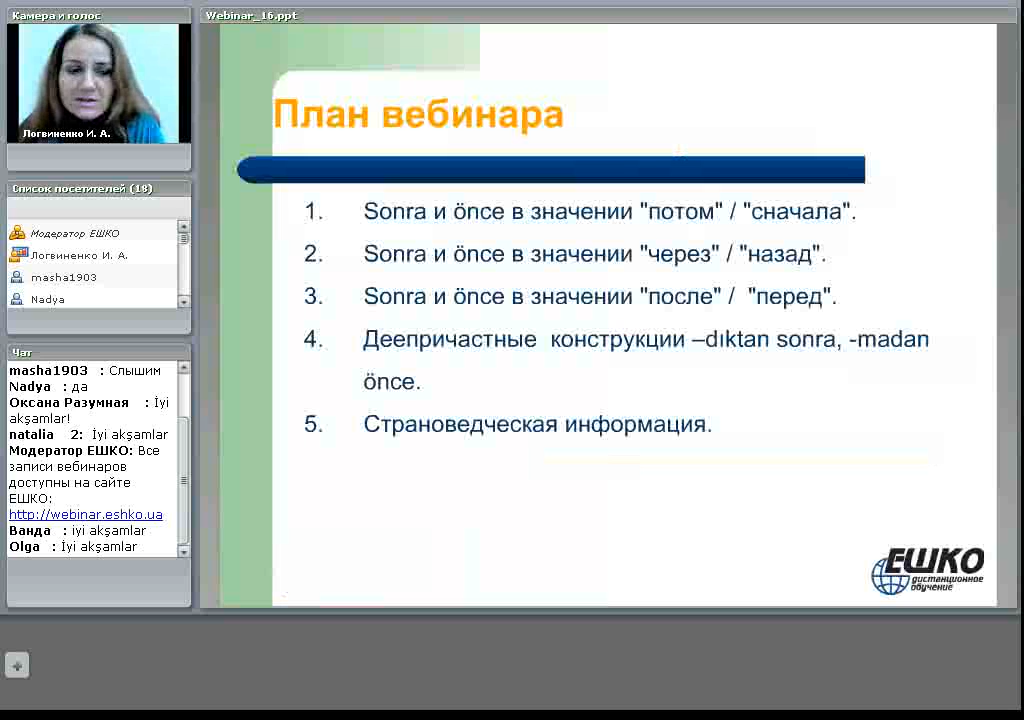 Камера и голос
Логвиненко И. А.
Список посетителей (18)
Модератор ЕШКО
Логвиненко И. А.
masha1903
Nadya
Чат
masha1903 : Слышим
Nadya : да
Оксана Разумная : İyi
akşamlar!
natalia 2: İyi akşamlar
Модератор ЕШКО: Все
записи вебинаров
доступны на сайте
ЕШКО:
http://webinar.eshko.ua
Ванда : iyi akşamlar
Olga : İyi akşamlar
Webinar_16.ppt
План вебинара
1. Sonra и önce в значении "потом" / "сначала".
2. Sonra и önce в значении "через" / "назад".
3. Sonra и önce в значении "после" / "перед".
4. Деепричастные конструкции –dıktan sonra, -madan
önce.
5. Страноведческая информация.
ЕШКО
дистанционное
обучение